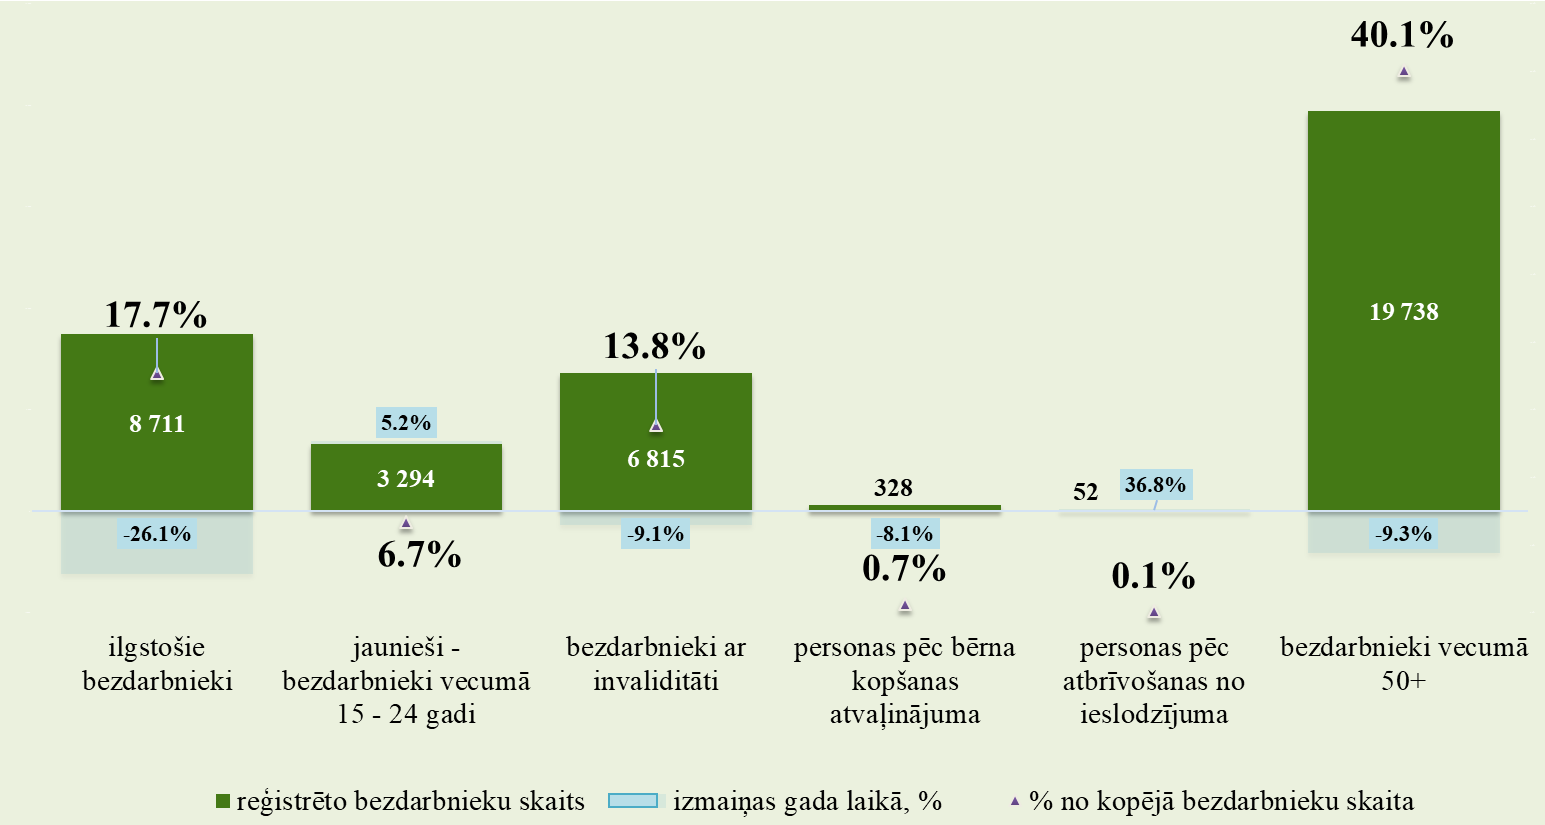 40.1%
17.7%
13.8%
19 738
8 711
5.2%
3 294
6 815
328
52
36.8%
-26.1%
-9.1%
-8.1%
-9.3%
6.7%
0.7%
0.1%
ilgstošie
bezdarbnieki
jaunieši -
bezdarbnieki vecumā
15 - 24 gadi
bezdarbnieki ar
invaliditāti
personas pēc bērna
kopšanas
atvaļinājuma
personas pēc
atbrīvošanas no
ieslodzījuma
bezdarbnieki vecumā
50+
reģistrēto bezdarbnieku skaits
izmaiņas gada laikā, %
% no kopējā bezdarbnieku skaita